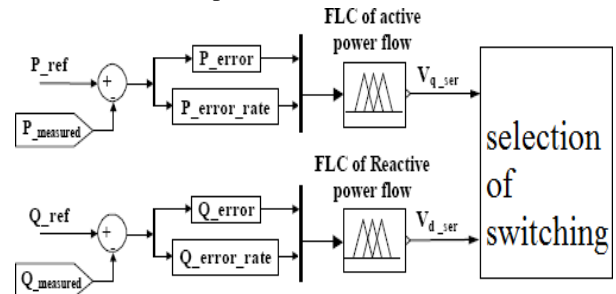 FLC of active
power flow
P_ref
+
-
P_measured
P_error
P_error_rate
V_q_ser
FLC of Reactive
power flow
Q_ref
+
-
Q_measured
Q_error
Q_error_rate
V_d_ser
selection
of
switching